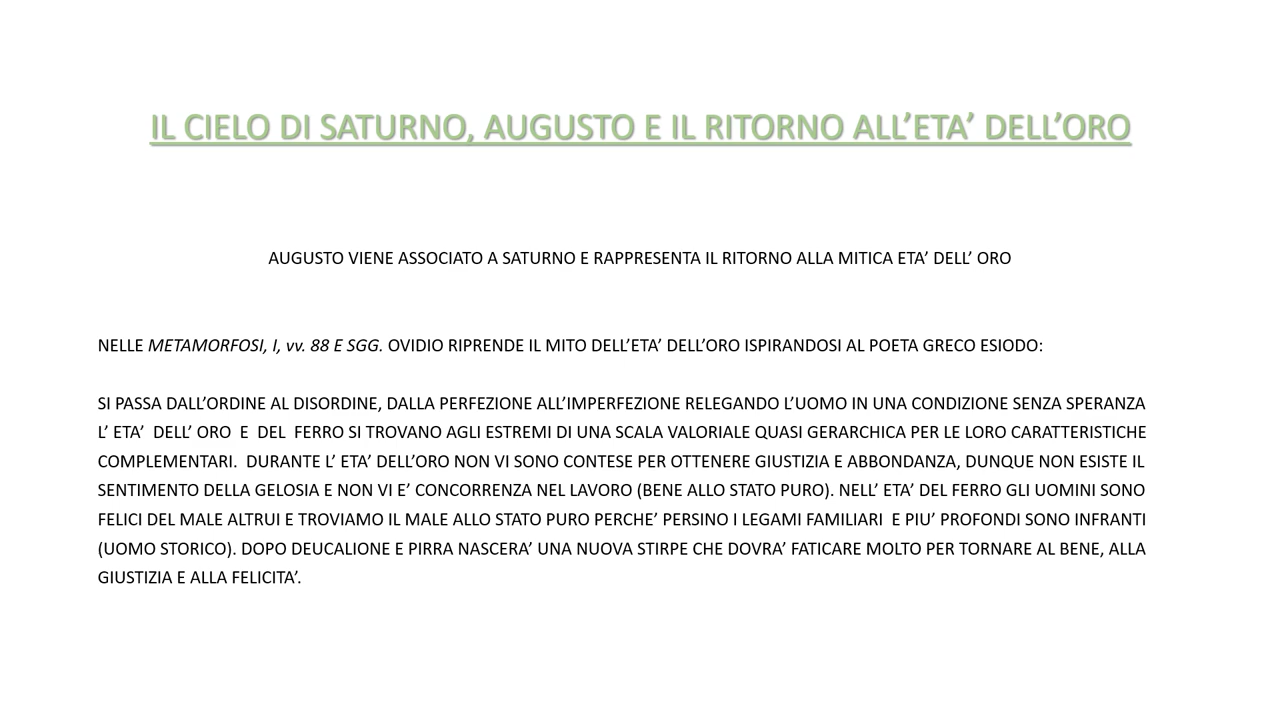 IL CIELO DI SATURNO, AUGUSTO E IL RITORNO ALL’ETA’ DELL’ORO
AUGUSTO VIENE ASSOCIATO A SATURNO E RAPPRESENTA IL RITORNO ALLA MITICA ETA’ DELL’ ORO
NELLE METAMORFOSI, I, vv. 88 E SGG. OVIDIO RIPRENDE IL MITO DELL’ETA’ DELL’ORO ISPIRANDOSI AL POETA GRECO ESIODO:
SI PASSA DALL’ORDINE AL DISORDINE, DALLA PERFEZIONE ALL’IMPERFEZIONE RELEGANDO L’UOMO IN UNA CONDIZIONE SENZA SPERANZA
L’ ETA’ DELL’ ORO E DEL FERRO SI TROVANO AGLI ESTREMI DI UNA SCALA VALORIALE QUASI GERARCHICA PER LE LORO CARATTERISTICHE
COMPLEMENTARI. DURANTE L’ ETA’ DELL’ORO NON VI SONO CONTESE PER OTTENERE GIUSTIZIA E ABBONDANZA, DUNQUE NON ESISTE IL
SENTIMENTO DELLA GELOSIA E NON VI E’ CONCORRENZA NEL LAVORO (BENE ALLO STATO PURO). NELL’ ETA’ DEL FERRO GLI UOMINI SONO
FELICI DEL MALE ALTRUI E TROVIAMO IL MALE ALLO STATO PURO PERCHE’ PERSINO I LEGAMI FAMILIARI E PIU’ PROFONDI SONO INFRANTI
(UOMO STORICO). DOPO DEUCALIONE E PIRRA NASCERA’ UNA NUOVA STIRPE CHE DOVRA’ FATICARE MOLTO PER TORNARE AL BENE, ALLA
GIUSTIZIA E ALLA FELICITA’.